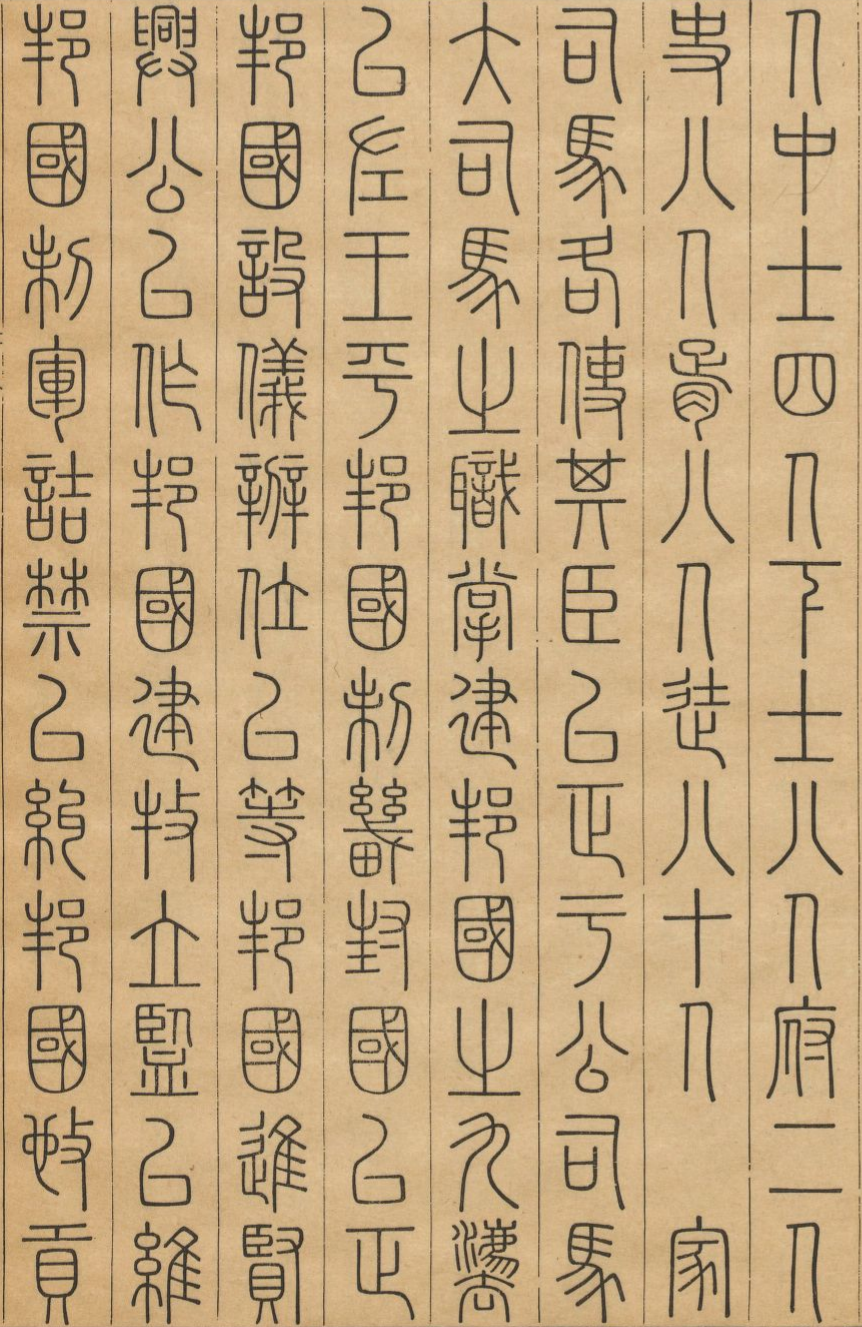 人中士四人下士八人府二人
史八人胥八人徒八十人 家
司馬各使其臣以正于公司馬
大司馬之職掌建邦國之九灋
以左王平邦國制畿封國以正
邦國設儀辨位以等邦國進賢
興公以作邦國建牧立監以維
邦國制軍詰禁以糾邦國𢻹貢